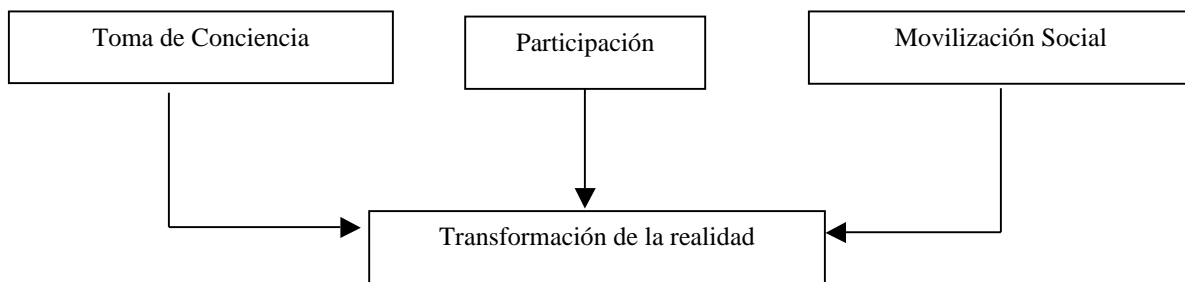 Toma de Conciencia
Participación
Movilización Social
Transformación de la realidad